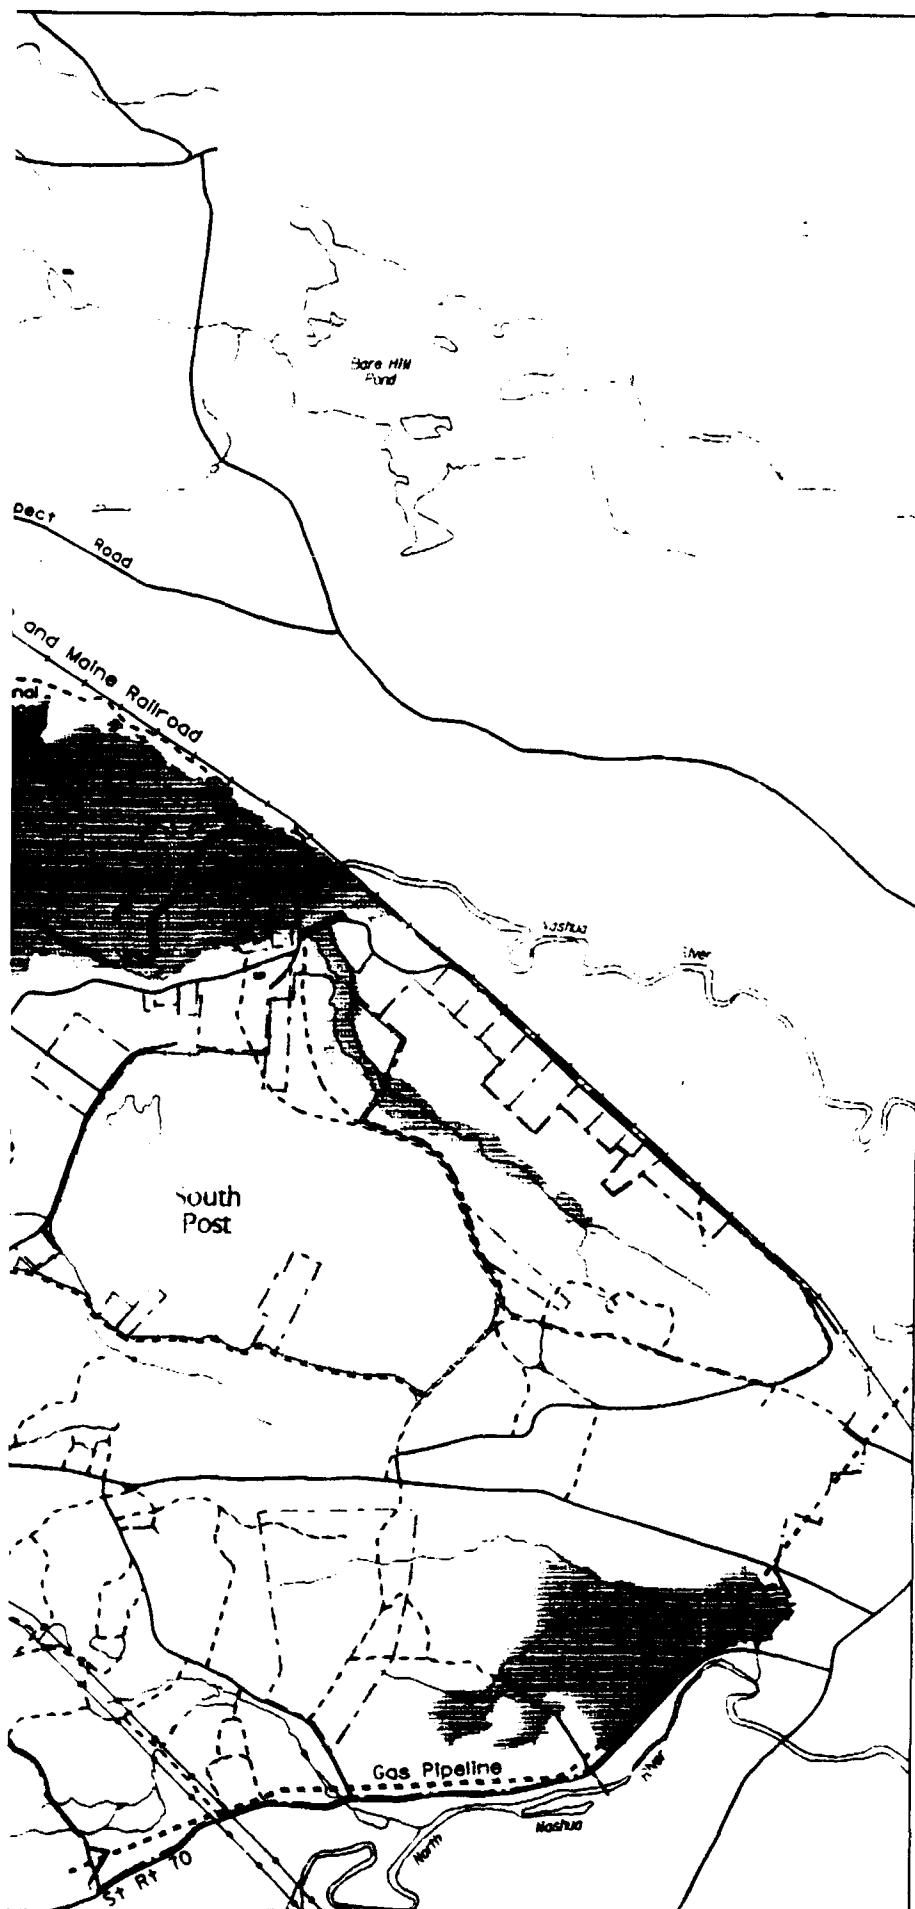 Bare Hill
Pond
pect
Road
and Maine Railroad
nal
Nashua
River
South
Post
Gas Pipeline
River
Nashua
North
St Rt 70